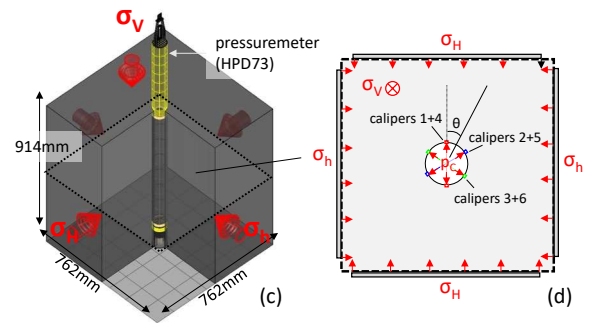 σV
pressuremeter
(HPD73)
914mm
σh
σH
σh
762mm
762mm
(c)
σH
σV
θ
calipers 1+4
calipers 2+5
pC
σh
calipers 3+6
σH
(d)